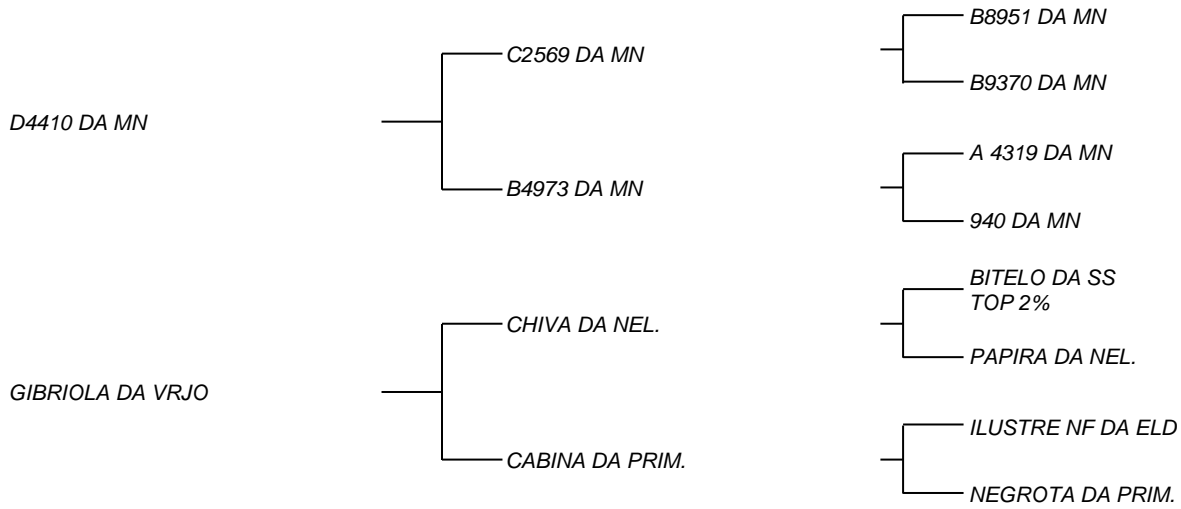 B8951 DA MN
C2569 DA MN
B9370 DA MN
D4410 DA MN
A 4319 DA MN
B4973 DA MN
940 DA MN
BITELO DA SS
TOP 2%
CHIVA DA NEL.
PAPIRA DA NEL.
GIBRIOLA DA VRJO
ILUSTRE NF DA ELD
CABINA DA PRIM.
NEGROTA DA PRIM.